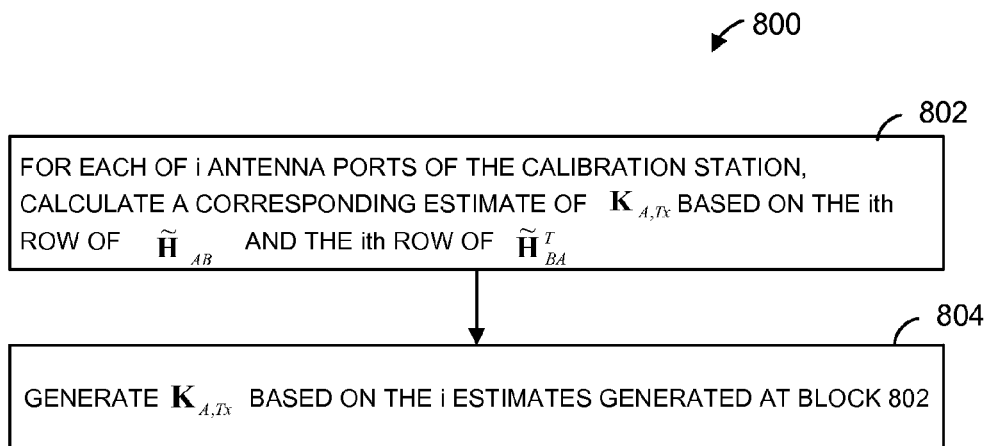 800
802
FOR EACH OF i ANTENNA PORTS OF THE CALIBRATION STATION,
CALCULATE A CORRESPONDING ESTIMATE OF K_{A,Tx} BASED ON THE ith
ROW OF H̃_{AB} AND THE ith ROW OF H̃_{BA}^{T}
804
GENERATE K_{A,Tx} BASED ON THE i ESTIMATES GENERATED AT BLOCK 802